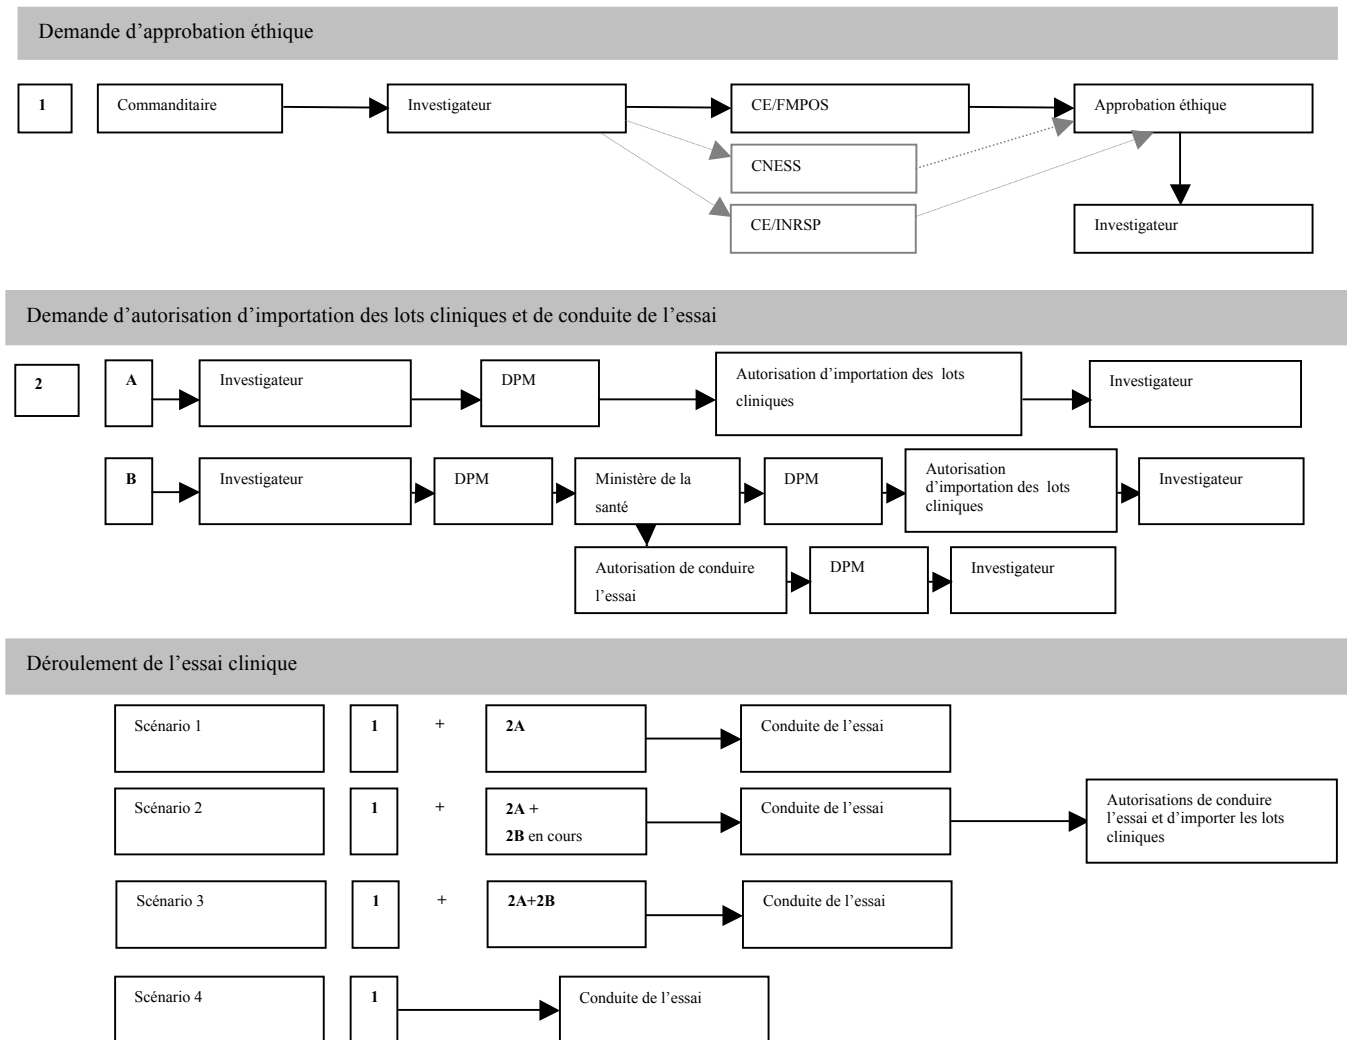 Demande d'approbation éthique
1
Commanditaire
Investigateur
CE/FMPOS
Approbation éthique
CNESS
CE/INRSP
Investigateur
Demande d'autorisation d'importation des lots cliniques et de conduite de l'essai
2
A
Investigateur
DPM
Autorisation d'importation des lots
cliniques
Investigateur
B
Investigateur
DPM
Ministère de la
santé
DPM
Autorisation
d'importation des lots
cliniques
Investigateur
Autorisation de conduire
l'essai
DPM
Investigateur
Déroulement de l'essai clinique
Scénario 1
1
+
2A
Conduite de l'essai
Scénario 2
1
+
2A +
2B en cours
Conduite de l'essai
Autorisations de conduire
l'essai et d'importer les lots
cliniques
Scénario 3
1
+
2A+2B
Conduite de l'essai
Scénario 4
1
Conduite de l'essai